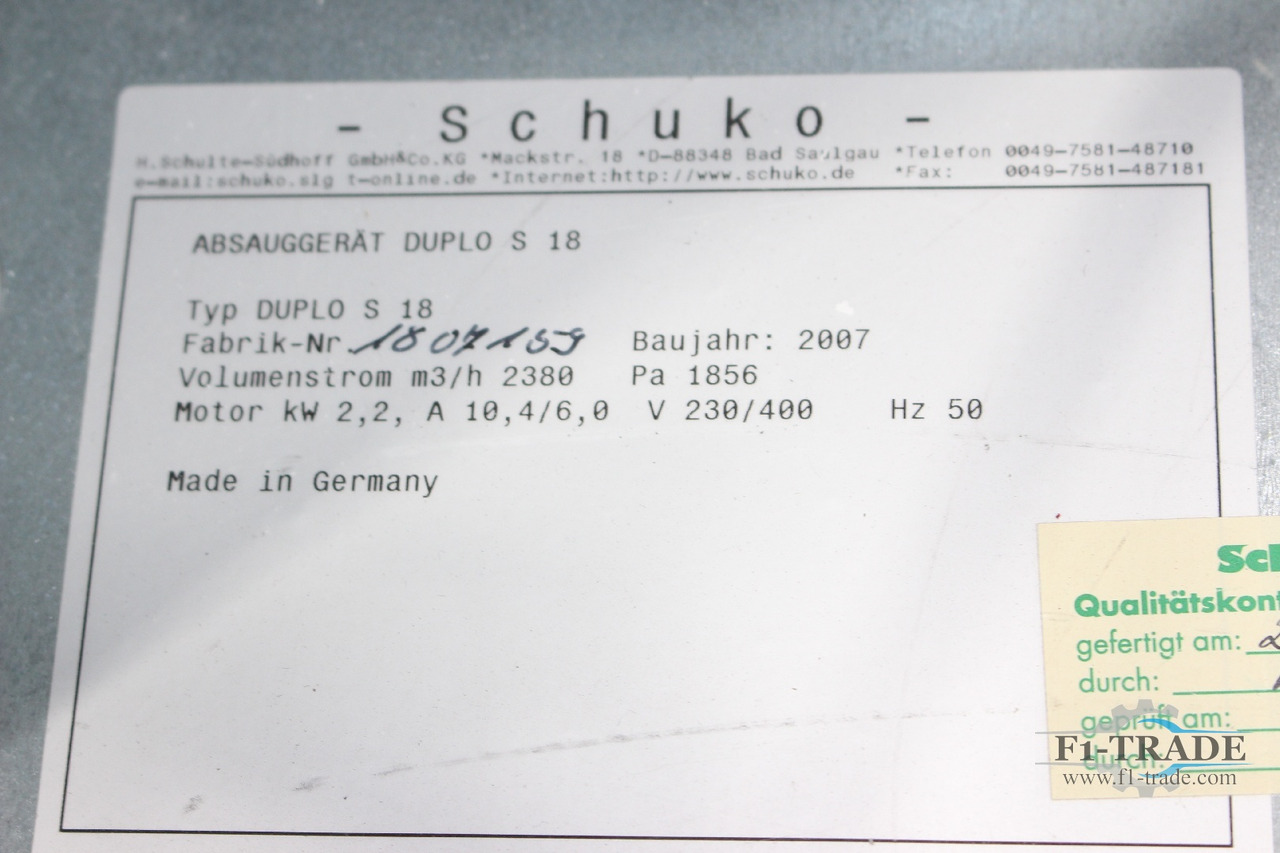 - Schuko -
H.Schulte-Südhoff GmbH&Co.KG *Mackstr. 18 *D-88348 Bad Saulgau *Telefon 0049-7581-48710
e-mail:schuko.slg t-online.de *Internet:http://www.schuko.de *Fax: 0049-7581-487181
ABSAUGGERÄT DUPLO S 18
Typ DUPLO S 18
Fabrik-Nr. 1807159 Baujahr: 2007
Volumenstrom m3/h 2380 Pa 1856
Motor kW 2,2, A 10,4/6,0 V 230/400 Hz 50
Made in Germany
Sch
Qualitätskont
gefertigt am:
durch:
geprüft am:
durch:
F1-TRADE
www.f1-trade.com